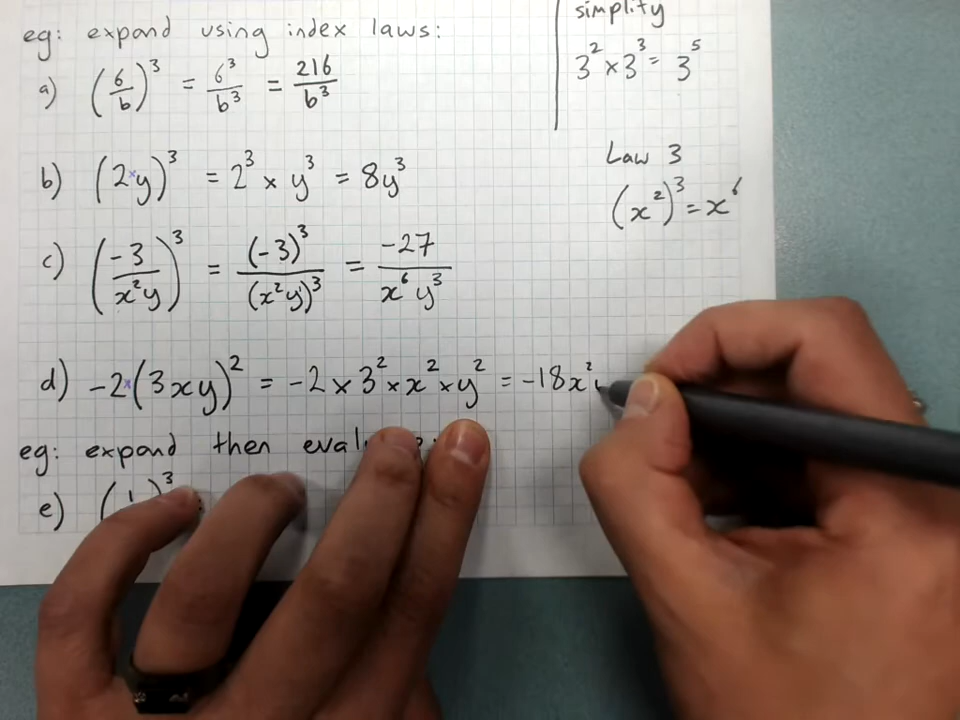 eg: expand using index laws:
a) (6/b)³ = 6³/b³ = 216/b³
b) (2×y)³ = 2³ × y³ = 8y³
c) (-3/x²y)³ = (-3)³/(x²y)³ = -27/x⁶y³
d) -2×(3xy)² = -2 × 3² × x² × y² = -18x²
eg: expand then
e)
simplify
3² × 3³ = 3⁵
Law 3
(x²)³ = x⁶